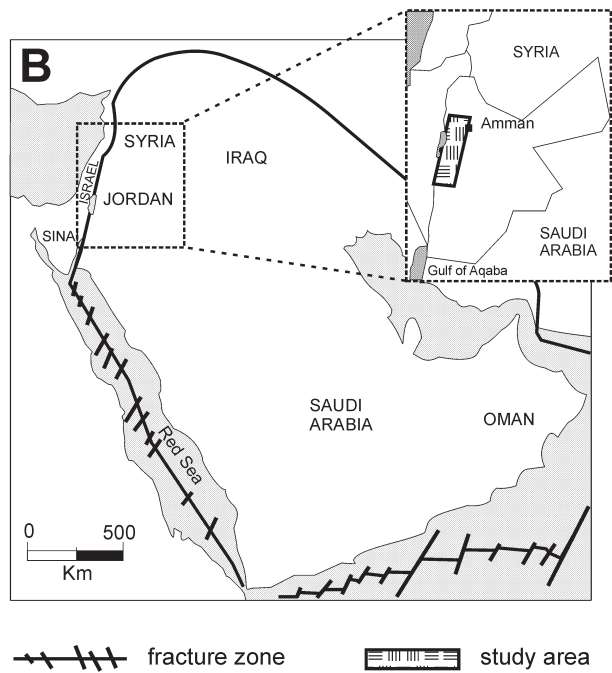 B
SYRIA
Amman
SAUDI
ARABIA
Gulf of Aqaba
SYRIA
IRAQ
ISRAEL
JORDAN
SINA
SAUDI
ARABIA
OMAN
Red Sea
0 500
Km
fracture zone
study area